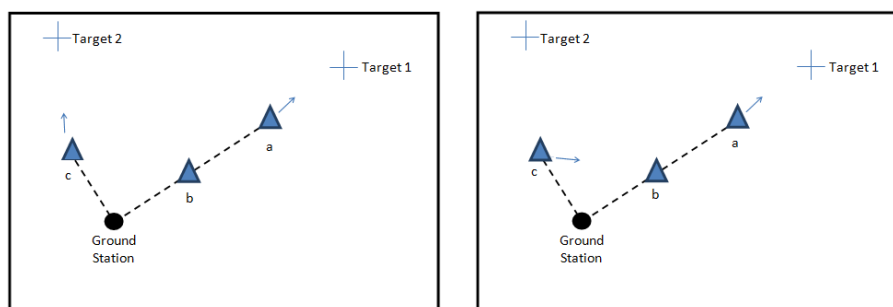 Target 2
Target 1
a
c
b
Ground
Station
Target 2
Target 1
a
c
b
Ground
Station